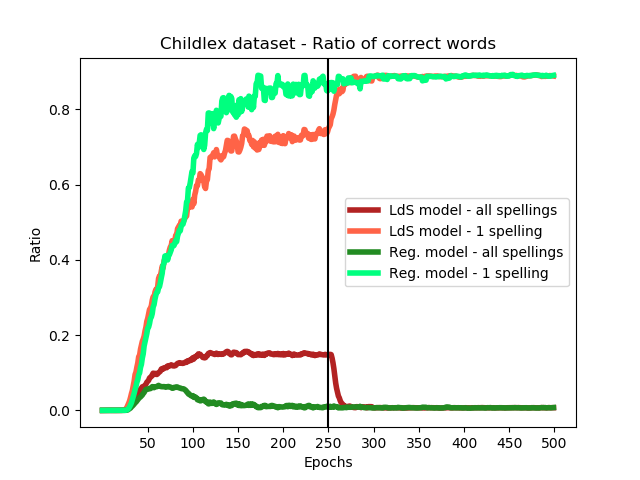 Childlex dataset - Ratio of correct words
Ratio
0.8
0.6
0.4
0.2
0.0
LdS model - all spellings
LdS model - 1 spelling
Reg. model - all spellings
Reg. model - 1 spelling
50 100 150 200 250 300 350 400 450 500
Epochs